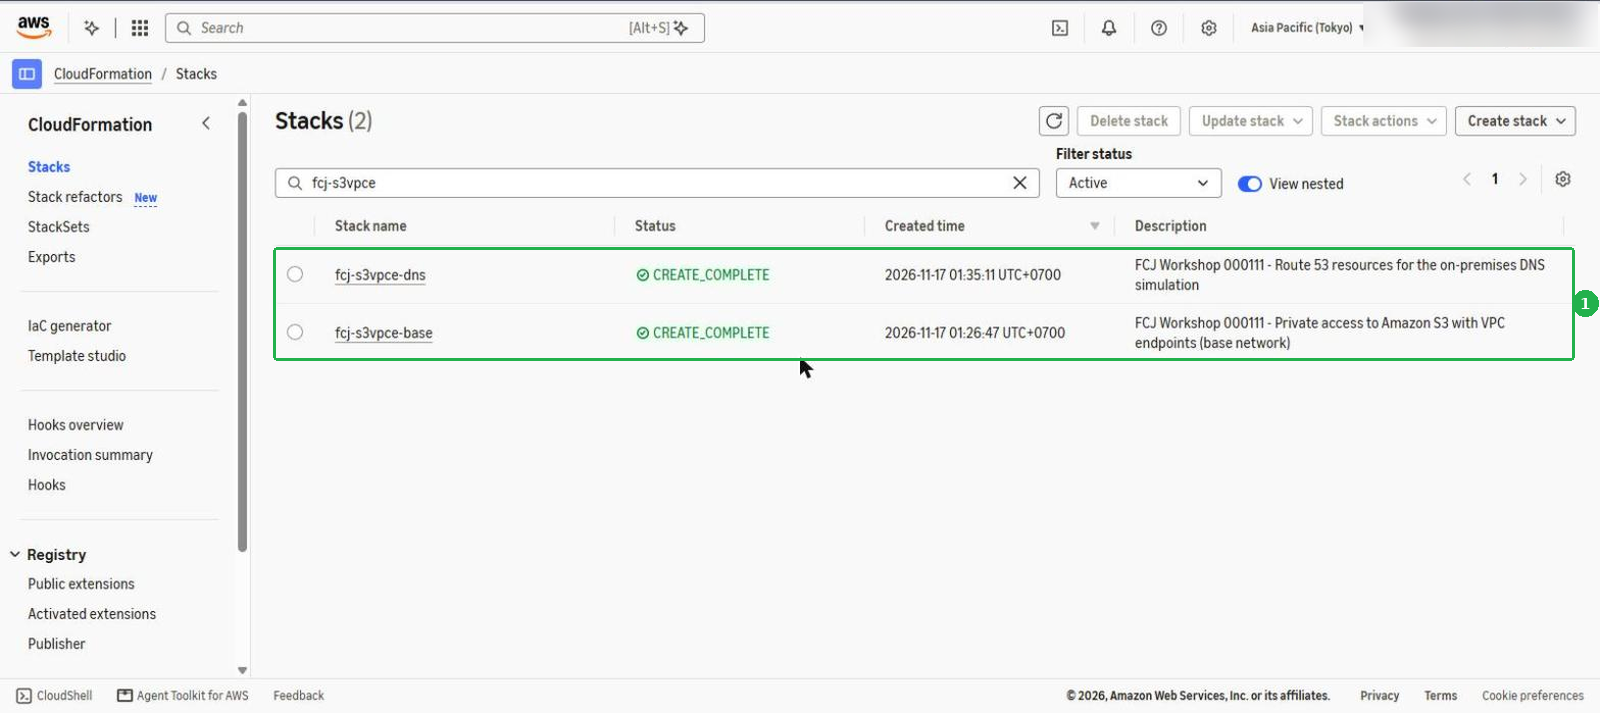 aws
Search [Alt+S]
Asia Pacific (Tokyo)
CloudFormation / Stacks
CloudFormation
Stacks
Stack refactors New
StackSets
Exports
IaC generator
Template studio
Hooks overview
Invocation summary
Hooks
Registry
Public extensions
Activated extensions
Publisher
Stacks (2)
Delete stack
Update stack
Stack actions
Create stack
Filter status
fcj-s3vpce
Active
View nested
1
Stack name Status Created time Description
fcj-s3vpce-dns CREATE_COMPLETE 2026-11-17 01:35:11 UTC+0700 FCJ Workshop 000111 - Route 53 resources for the on-premises DNS
simulation
1
fcj-s3vpce-base CREATE_COMPLETE 2026-11-17 01:26:47 UTC+0700 FCJ Workshop 000111 - Private access to Amazon S3 with VPC
endpoints (base network)
CloudShell Agent Toolkit for AWS Feedback
© 2026, Amazon Web Services, Inc. or its affiliates. Privacy Terms Cookie preferences